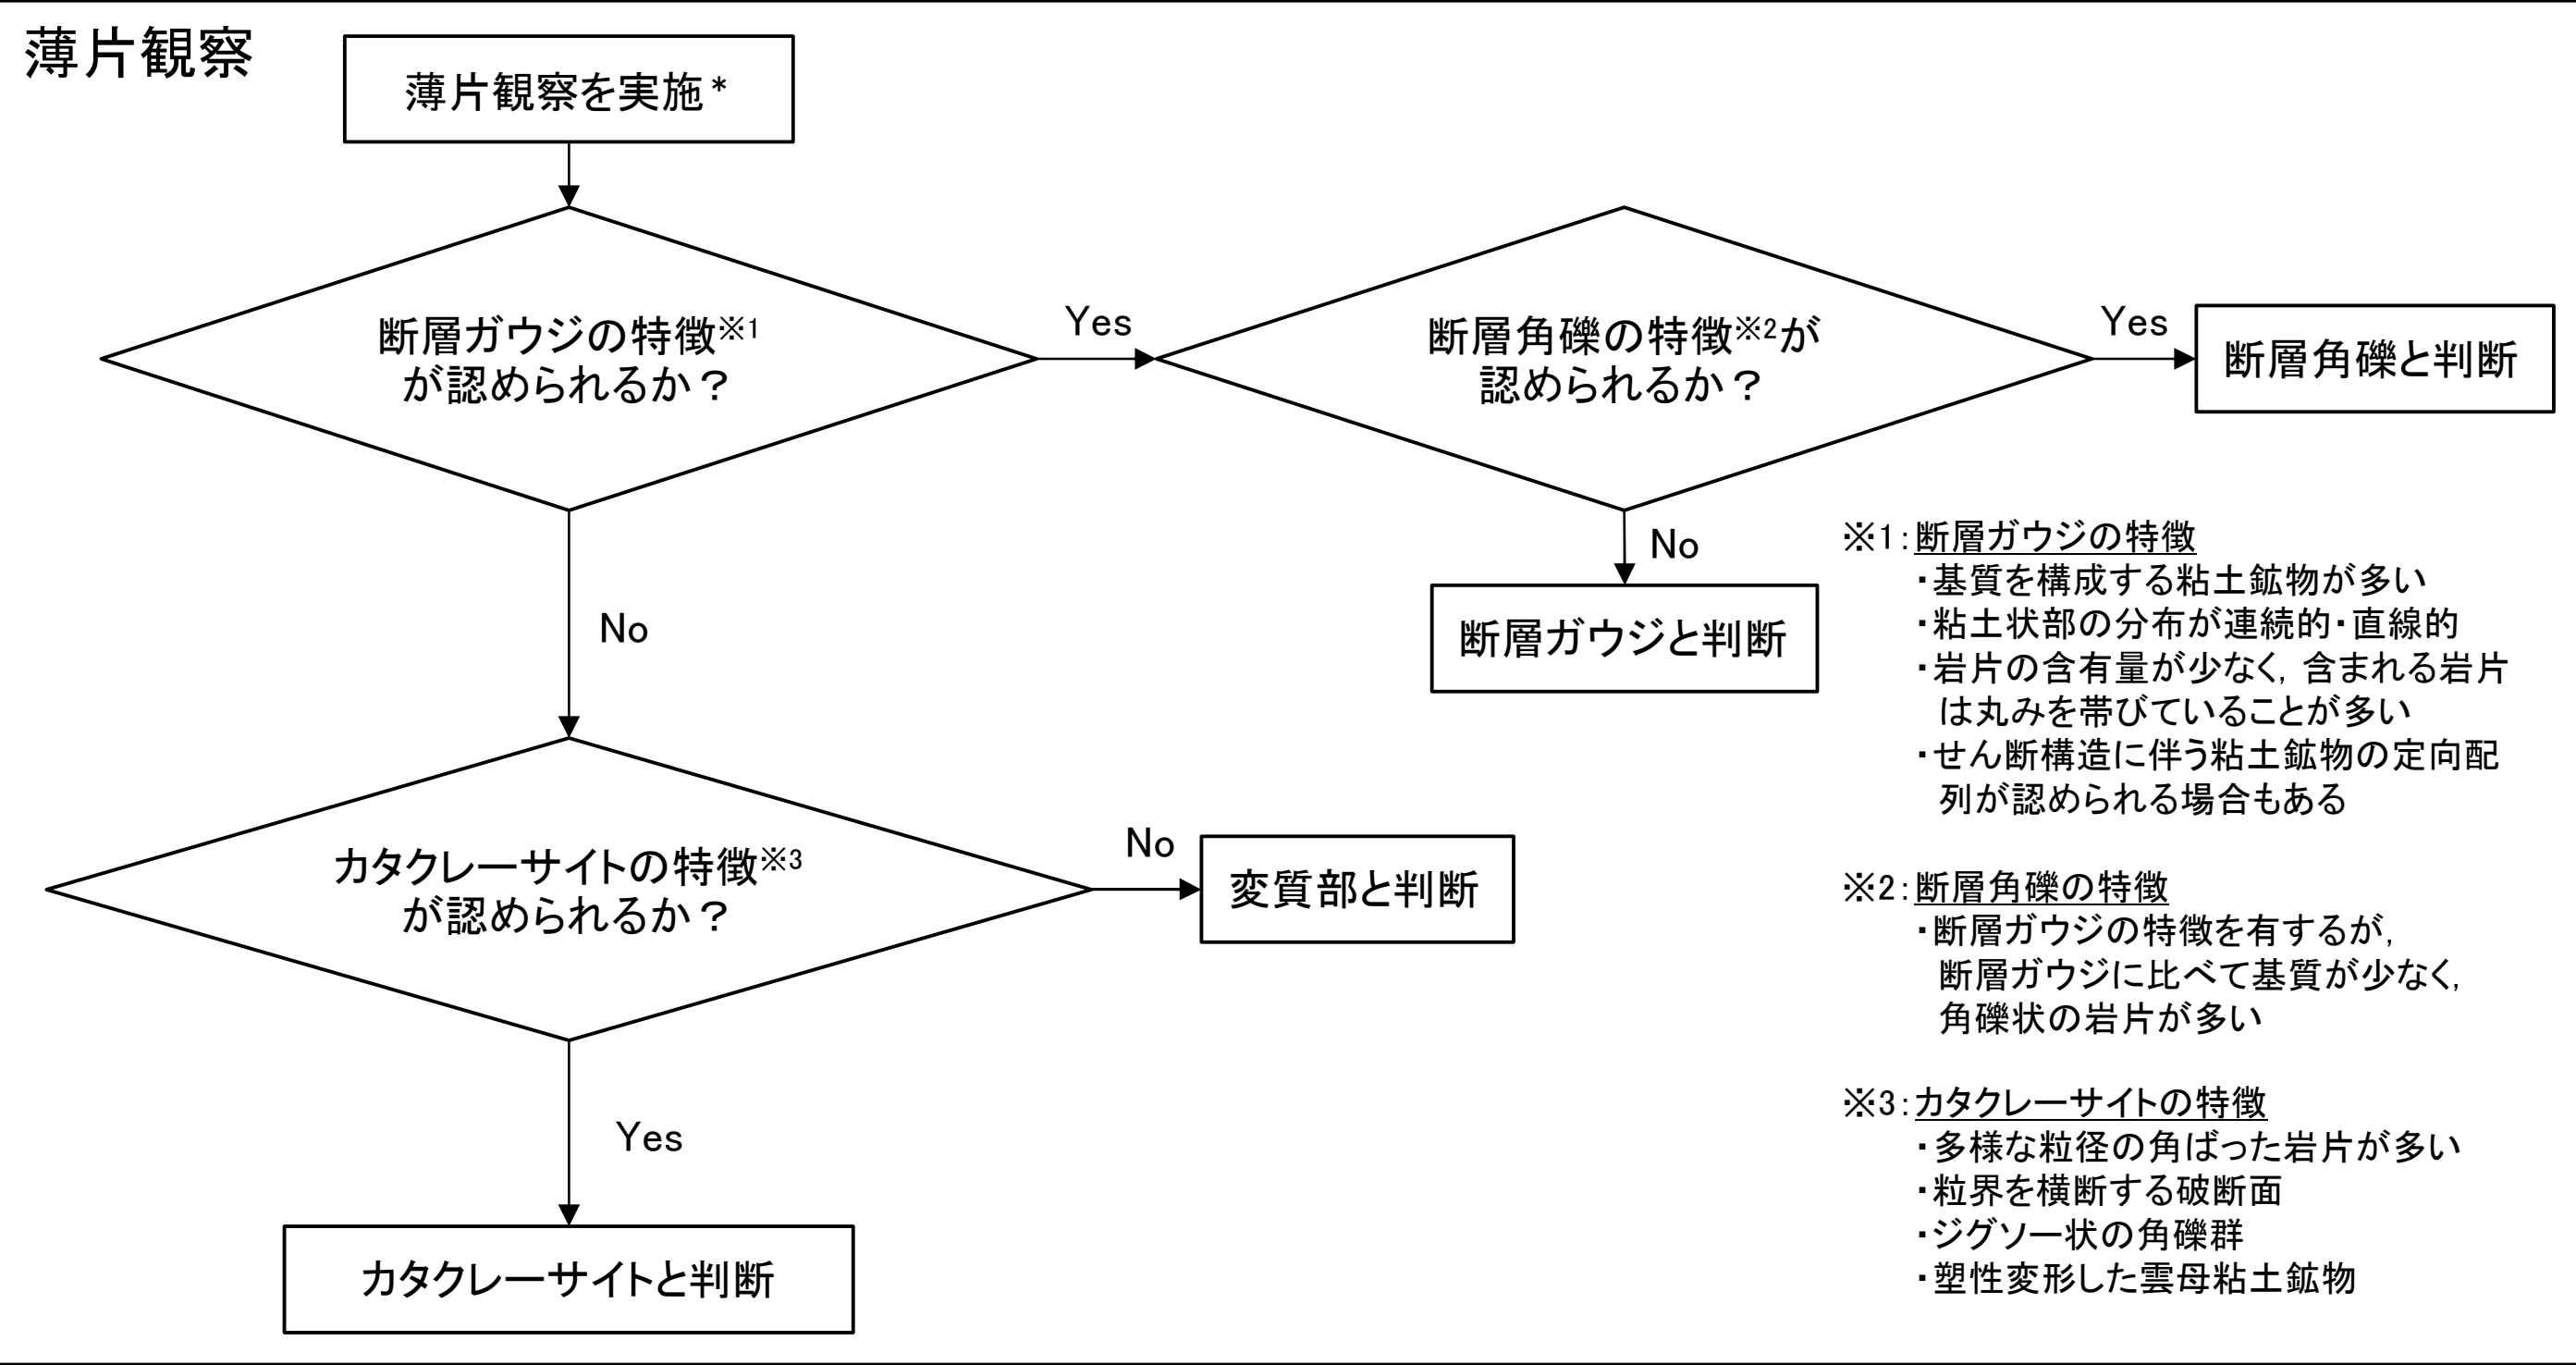 薄片観察
薄片観察を実施*
断層ガウジの特徴※1
が認められるか？
Yes
断層角礫の特徴※2が
認められるか？
Yes
断層角礫と判断
No
断層ガウジと判断
No
カタクレーサイトの特徴※3
が認められるか？
No
変質部と判断
Yes
カタクレーサイトと判断
※1：断層ガウジの特徴
・基質を構成する粘土鉱物が多い
・粘土状部の分布が連続的・直線的
・岩片の含有量が少なく，含まれる岩片
は丸みを帯びていることが多い
・せん断構造に伴う粘土鉱物の定向配
列が認められる場合もある
※2：断層角礫の特徴
・断層ガウジの特徴を有するが，
断層ガウジに比べて基質が少なく，
角礫状の岩片が多い
※3：カタクレーサイトの特徴
・多様な粒径の角ばった岩片が多い
・粒界を横断する破断面
・ジグソー状の角礫群
・塑性変形した雲母粘土鉱物